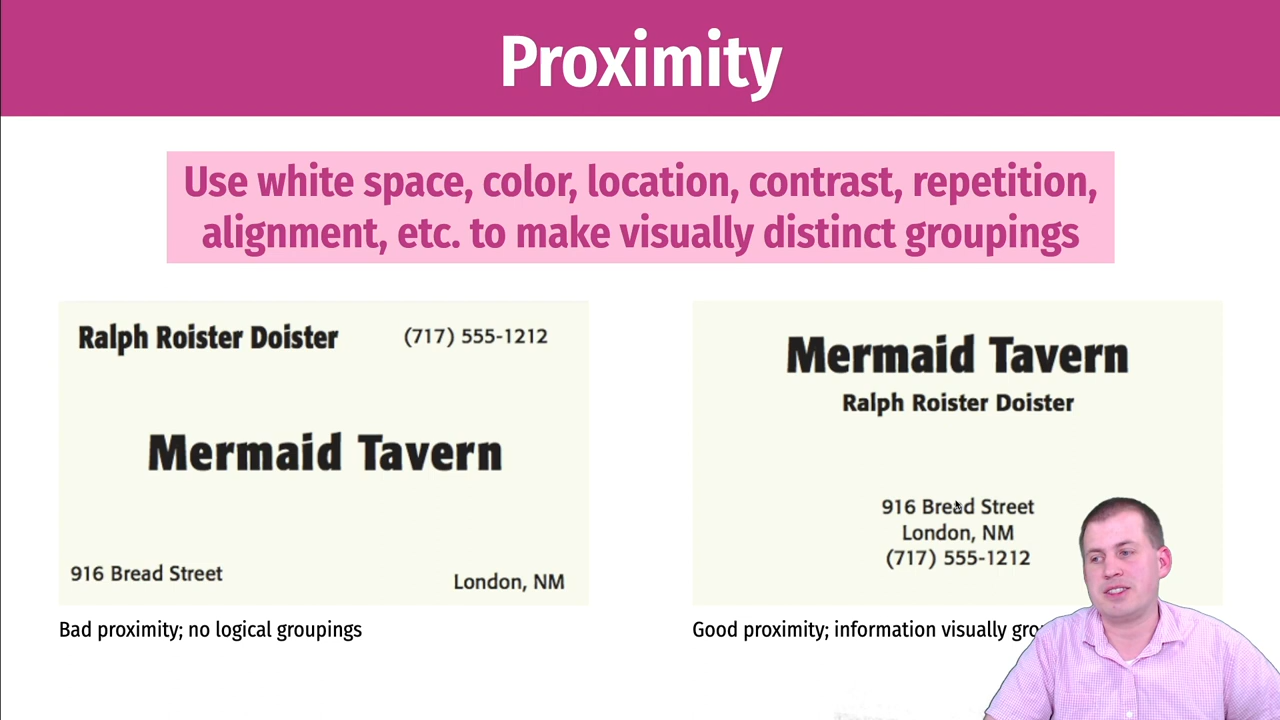 Proximity
Use white space, color, location, contrast, repetition,
alignment, etc. to make visually distinct groupings
Ralph Roister Doister (717) 555-1212
Mermaid Tavern
916 Bread Street London, NM
Bad proximity; no logical groupings
Mermaid Tavern
Ralph Roister Doister
916 Bread Street
London, NM
(717) 555-1212
Good proximity; information visually